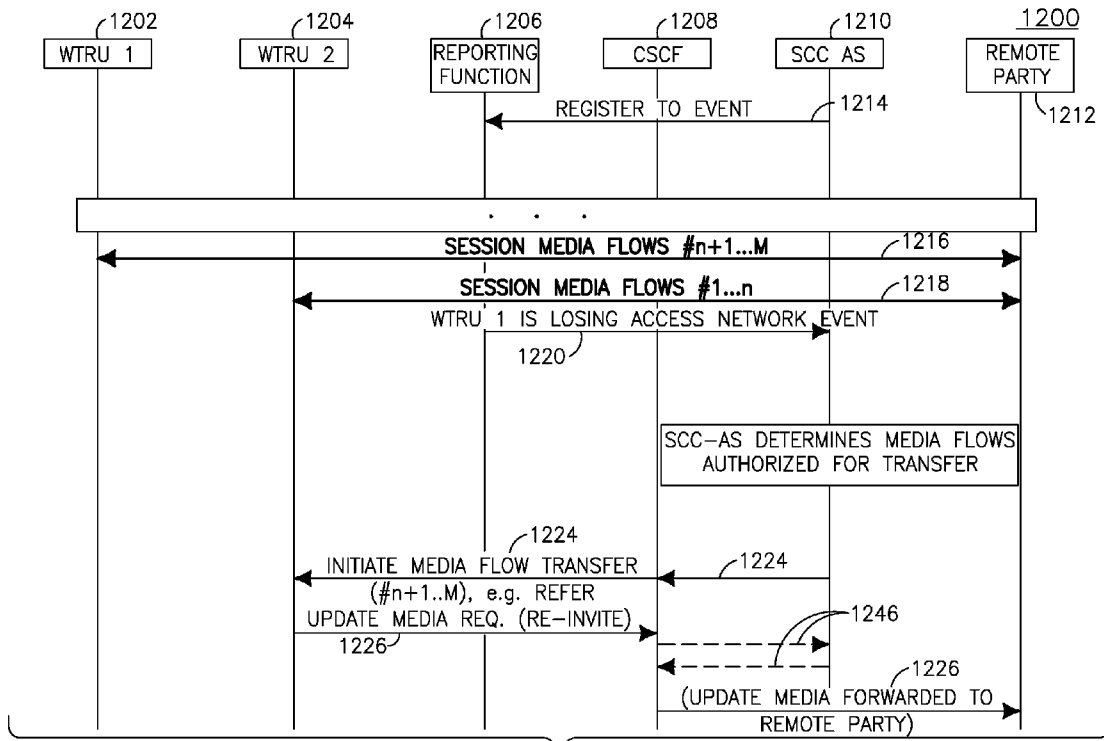 1200
1202
1204
1206
1208
1210
WTRU 1
WTRU 2
REPORTING
FUNCTION
CSCF
SCC AS
REMOTE
PARTY
1212
REGISTER TO EVENT
1214
. . .
SESSION MEDIA FLOWS #n+1...M
1216
SESSION MEDIA FLOWS #1...n
1218
WTRU 1 IS LOSING ACCESS NETWORK EVENT
1220
SCC-AS DETERMINES MEDIA FLOWS
AUTHORIZED FOR TRANSFER
1224
INITIATE MEDIA FLOW TRANSFER
1224
(#n+1..M), e.g. REFER
UPDATE MEDIA REQ. (RE-INVITE)
1226
1246
1226
(UPDATE MEDIA FORWARDED TO
REMOTE PARTY)